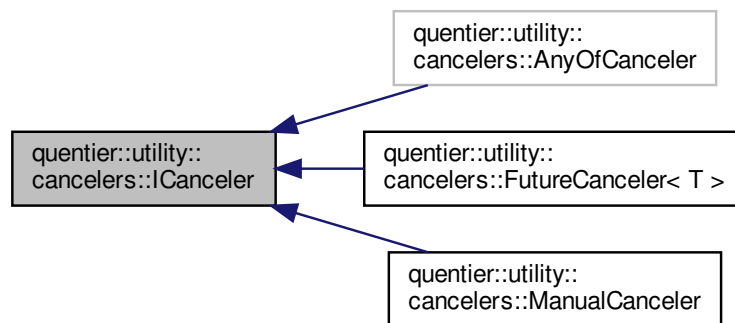 quentier::utility::
cancelers::AnyOfCanceler
quentier::utility::
cancelers::ICanceler
quentier::utility::
cancelers::FutureCanceler< T >
quentier::utility::
cancelers::ManualCanceler